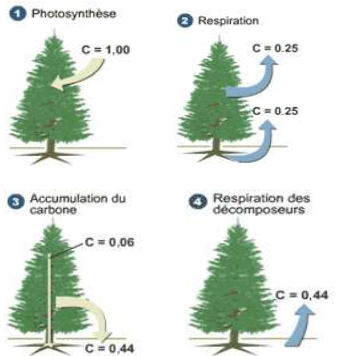 1 Photosynthèse
C = 1,00
2 Respiration
C = 0.25
C = 0.25
3 Accumulation du
carbone
C = 0,06
C = 0,44
4 Respiration des
décomposeurs
C = 0,44